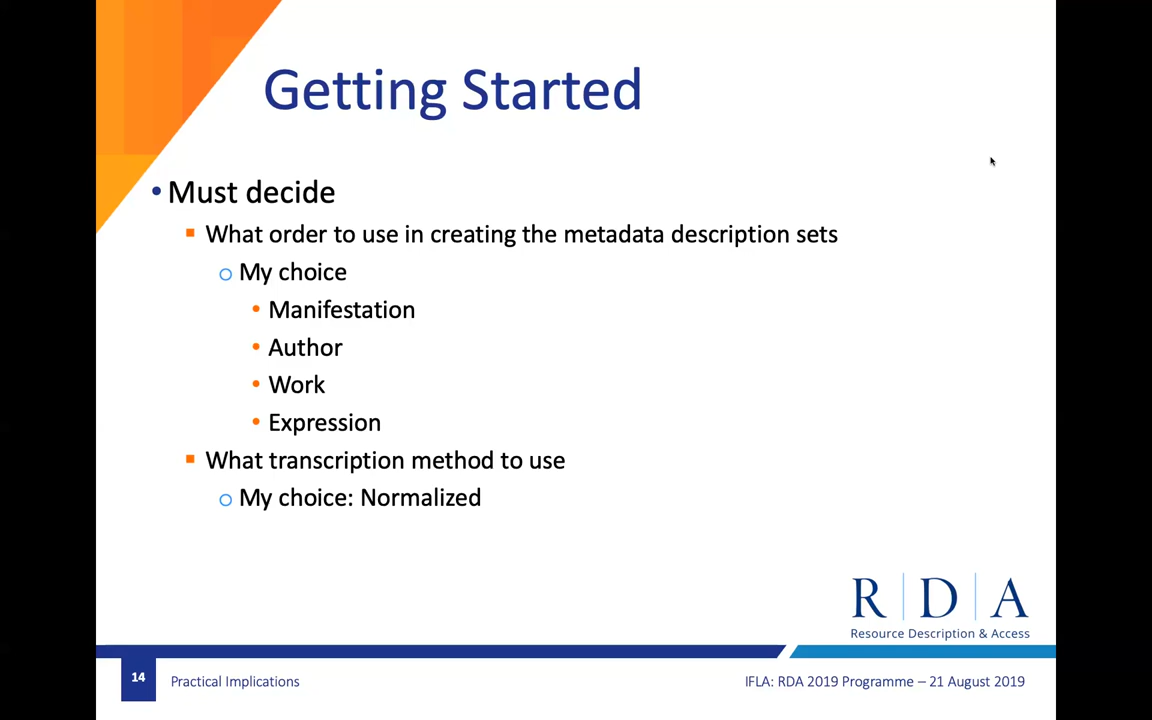 Getting Started
• Must decide
▪ What order to use in creating the metadata description sets
o My choice
• Manifestation
• Author
• Work
• Expression
▪ What transcription method to use
o My choice: Normalized
R | D | A
Resource Description & Access
14 Practical Implications IFLA: RDA 2019 Programme – 21 August 2019